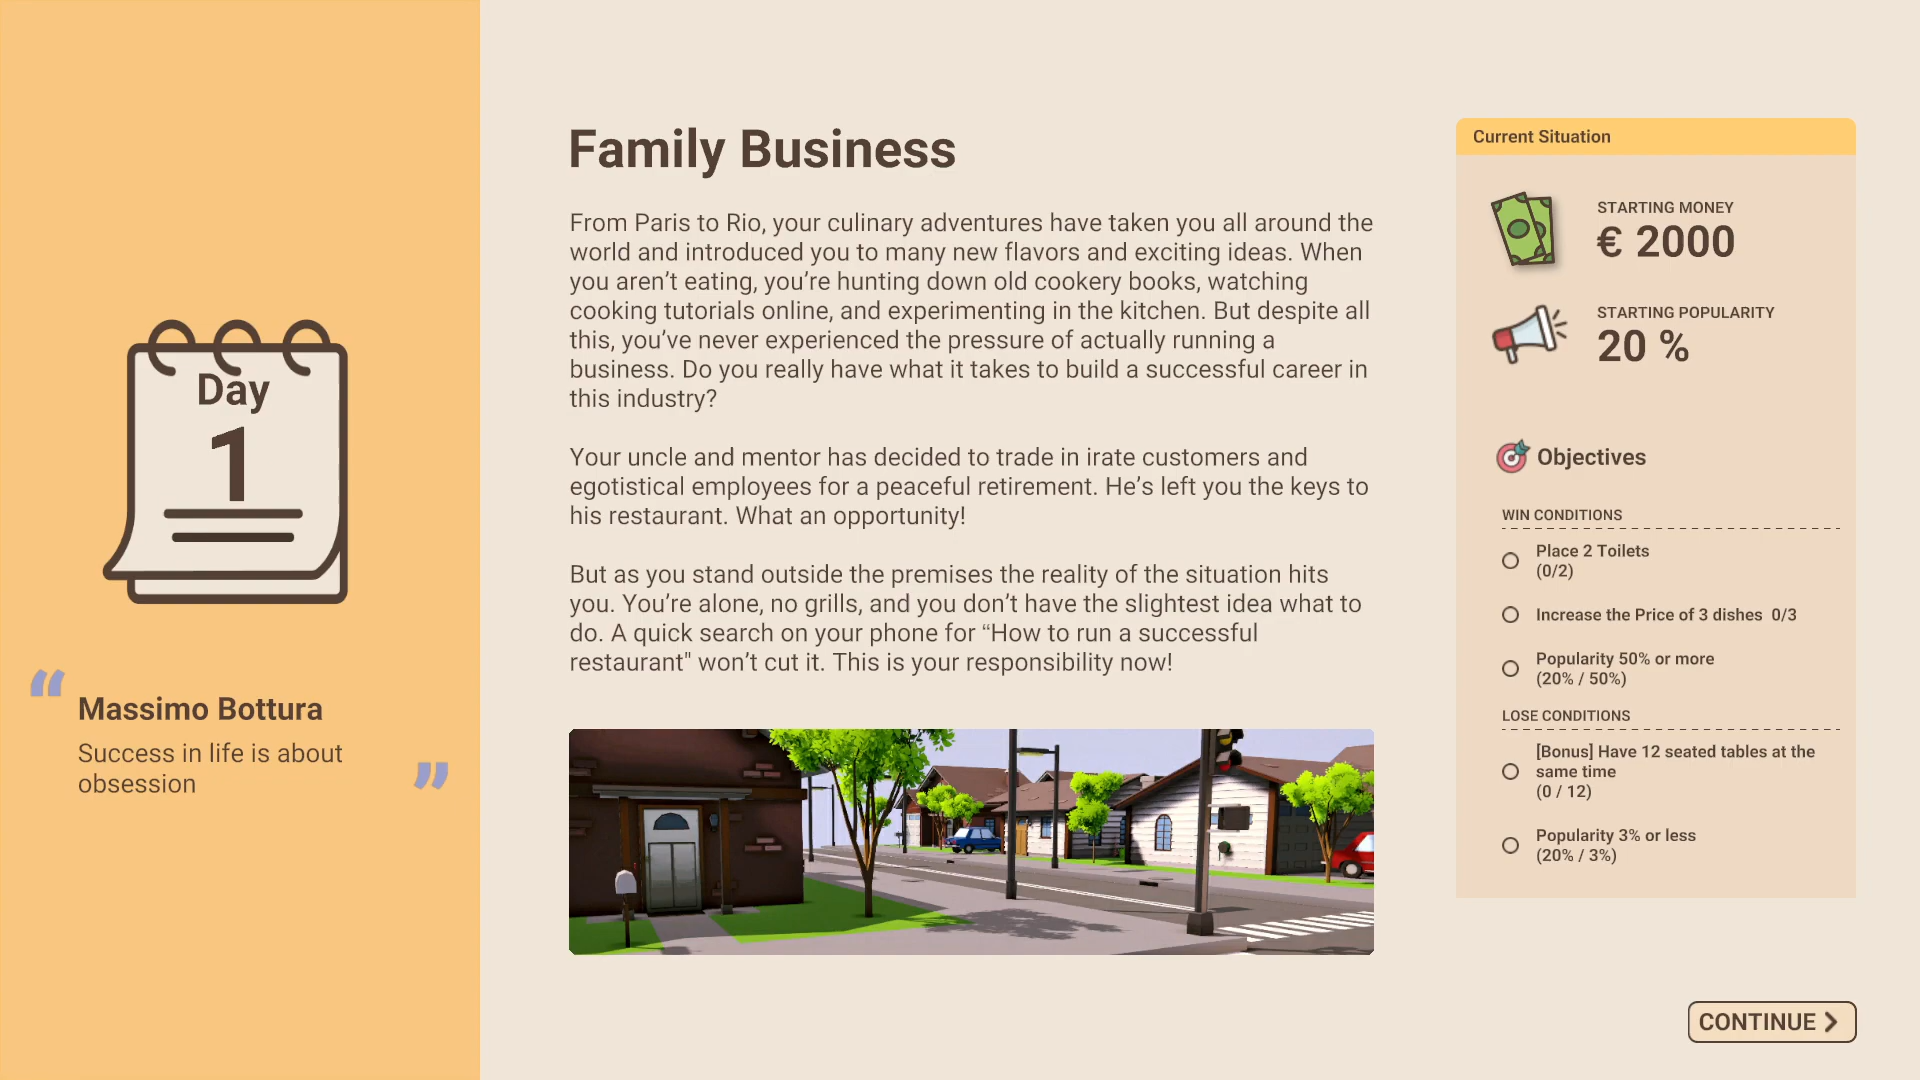 Day
1
“
Massimo Bottura
Success in life is about
obsession
”
Family Business
From Paris to Rio, your culinary adventures have taken you all around the
world and introduced you to many new flavors and exciting ideas. When
you aren’t eating, you’re hunting down old cookery books, watching
cooking tutorials online, and experimenting in the kitchen. But despite all
this, you’ve never experienced the pressure of actually running a
business. Do you really have what it takes to build a successful career in
this industry?
Your uncle and mentor has decided to trade in irate customers and
egotistical employees for a peaceful retirement. He’s left you the keys to
his restaurant. What an opportunity!
But as you stand outside the premises the reality of the situation hits
you. You’re alone, no grills, and you don’t have the slightest idea what to
do. A quick search on your phone for “How to run a successful
restaurant" won’t cut it. This is your responsibility now!
Current Situation
STARTING MONEY
€ 2000
STARTING POPULARITY
20 %
Objectives
WIN CONDITIONS
Place 2 Toilets
(0/2)
Increase the Price of 3 dishes 0/3
Popularity 50% or more
(20% / 50%)
LOSE CONDITIONS
[Bonus] Have 12 seated tables at the
same time
(0 / 12)
Popularity 3% or less
(20% / 3%)
CONTINUE